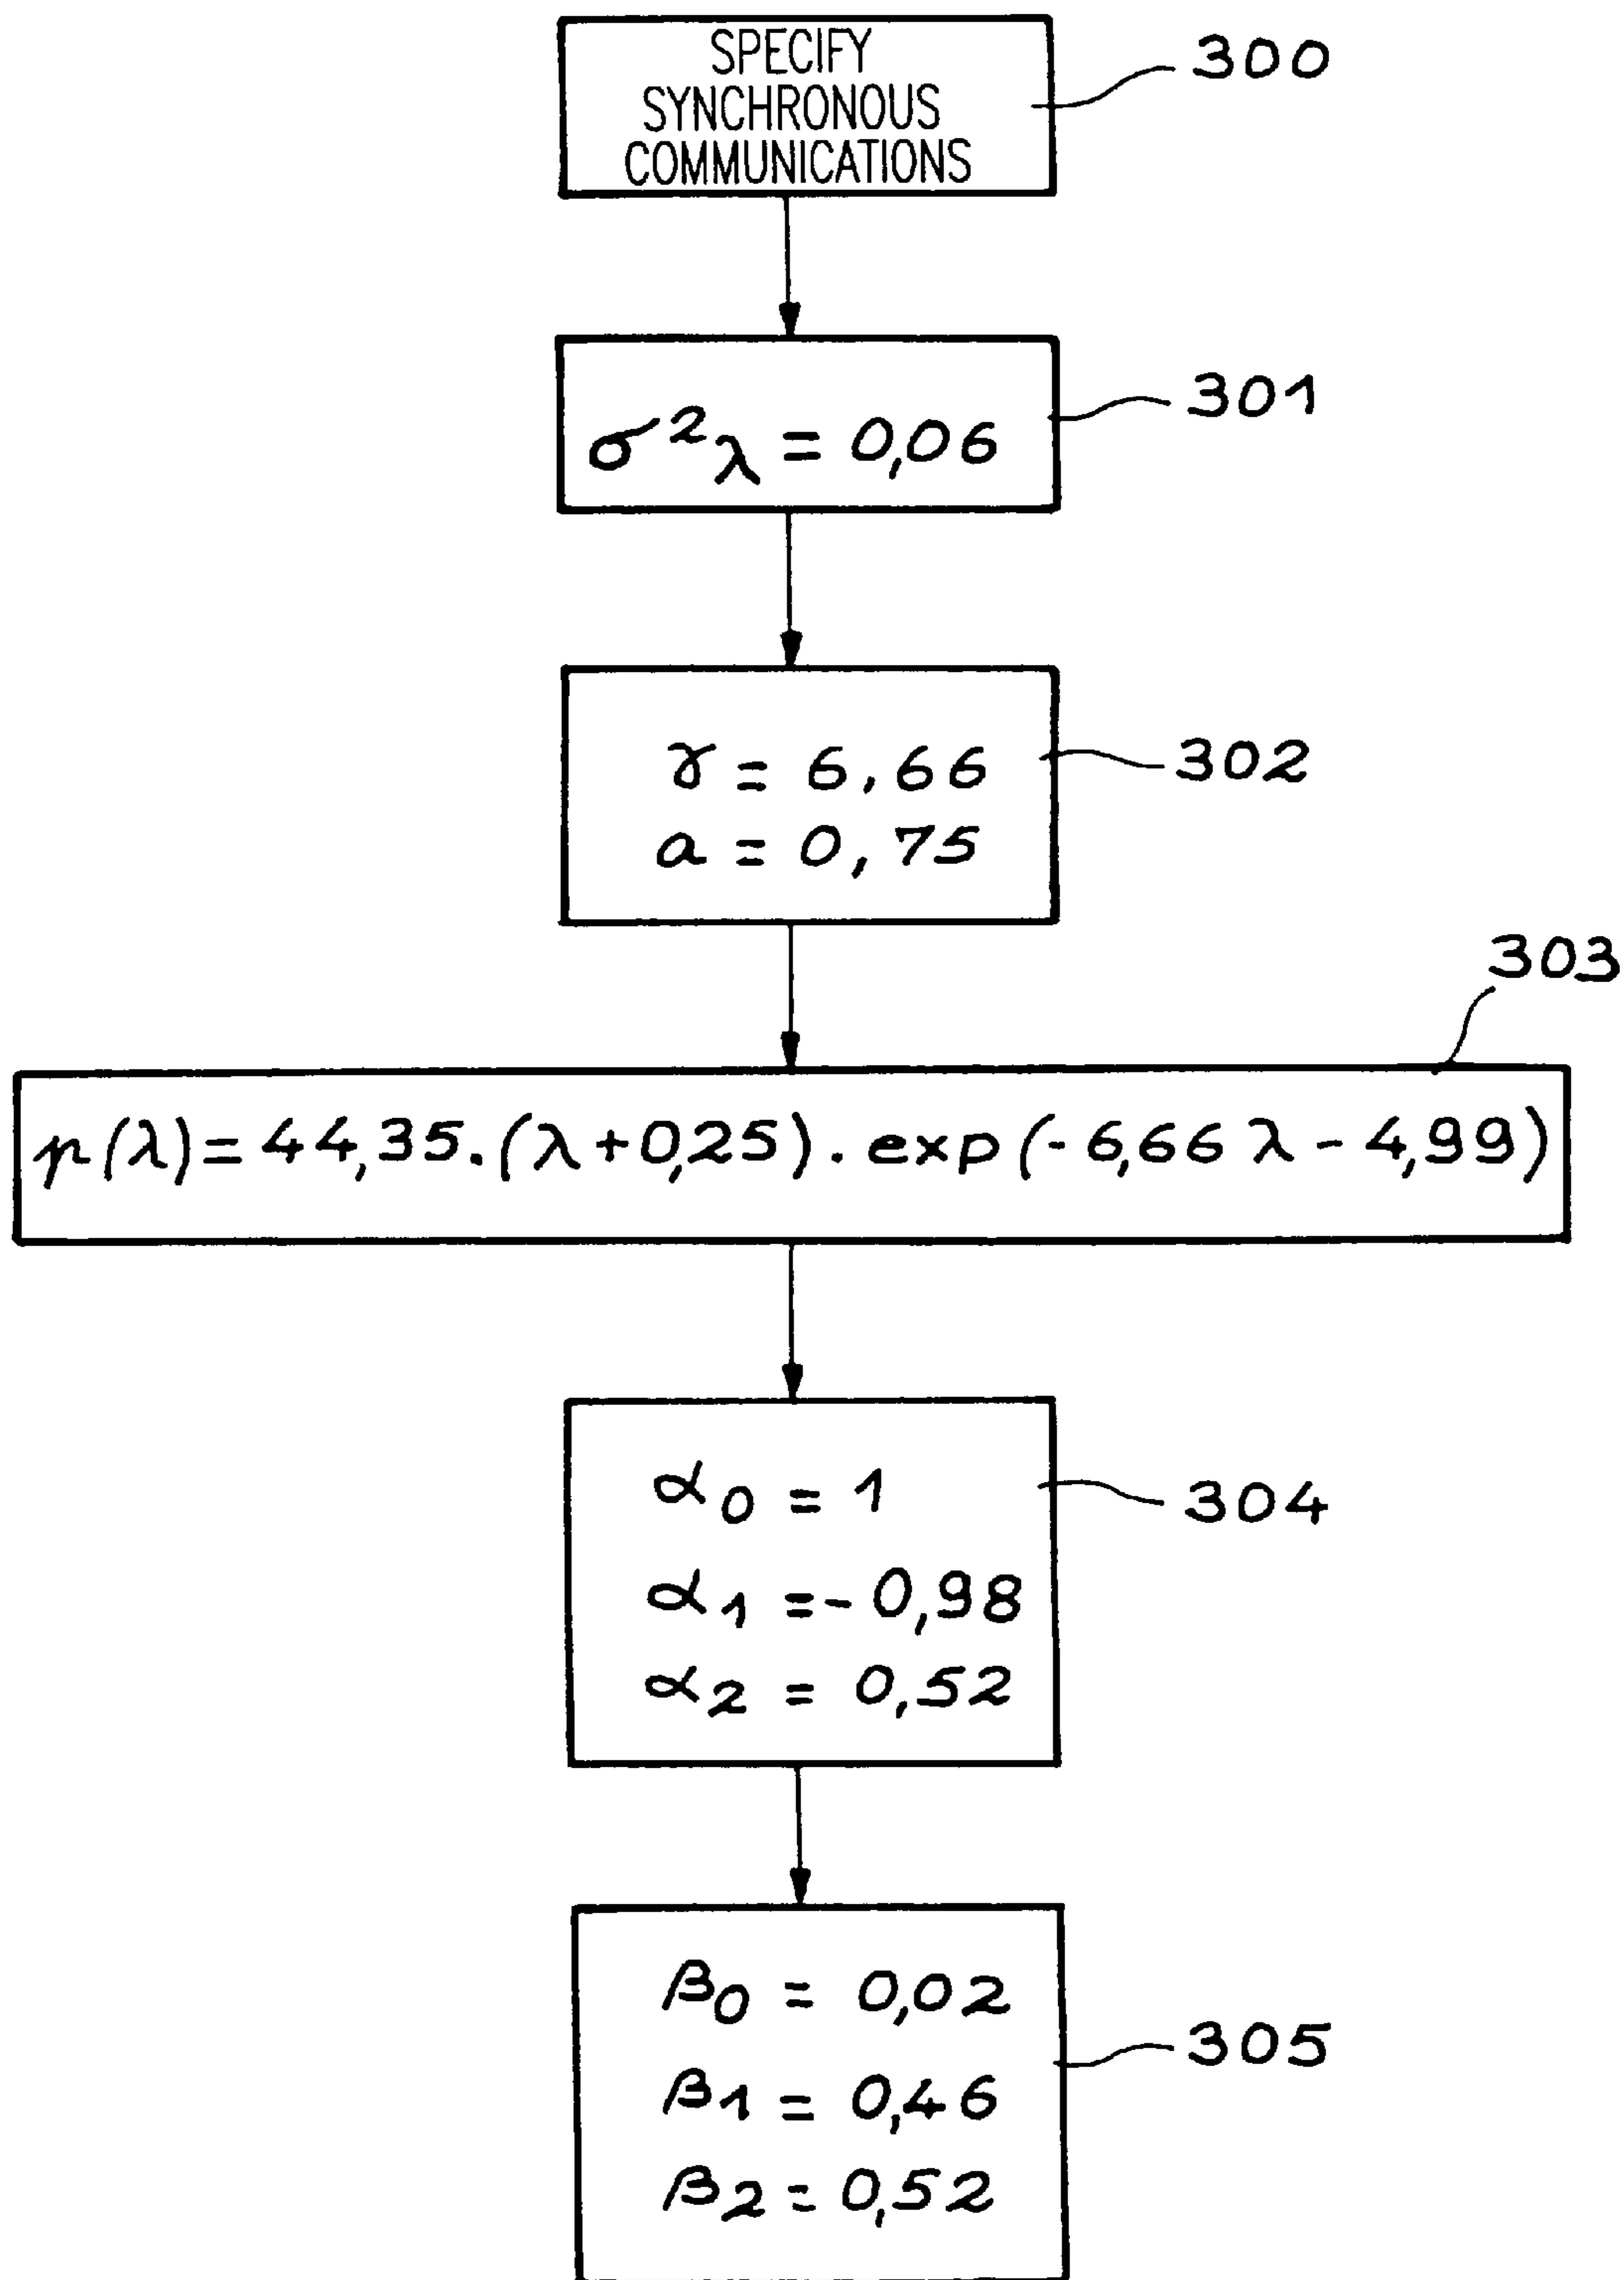 SPECIFY
SYNCHRONOUS
COMMUNICATIONS
300
σ²λ = 0,06
301
γ = 6,66
a = 0,75
302
303
p(λ) = 44,35.(λ+0,25).exp(-6,66λ-4,99)
α0 = 1
α1 = -0,98
α2 = 0,52
304
β0 = 0,02
β1 = 0,46
β2 = 0,52
305